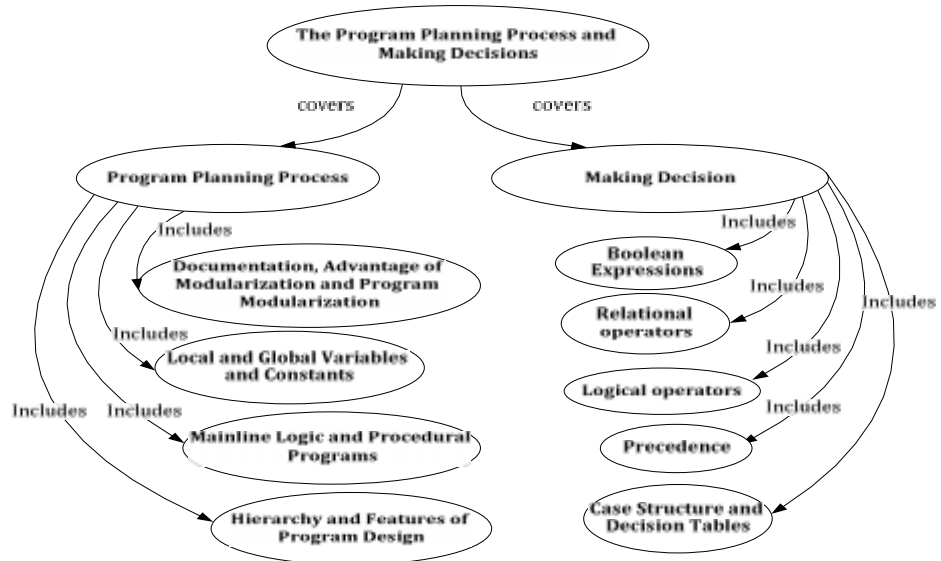 The Program Planning Process and
Making Decisions
covers
covers
Program Planning Process
Making Decision
Includes
Documentation, Advantage of
Modularization and Program
Modularization
Includes
Local and Global Variables
and Constants
Includes
Includes
Mainline Logic and Procedural
Programs
Hierarchy and Features of
Program Design
Includes
Boolean
Expressions
Includes
Includes
Relational
operators
Includes
Logical operators
Includes
Precedence
Case Structure and
Decision Tables